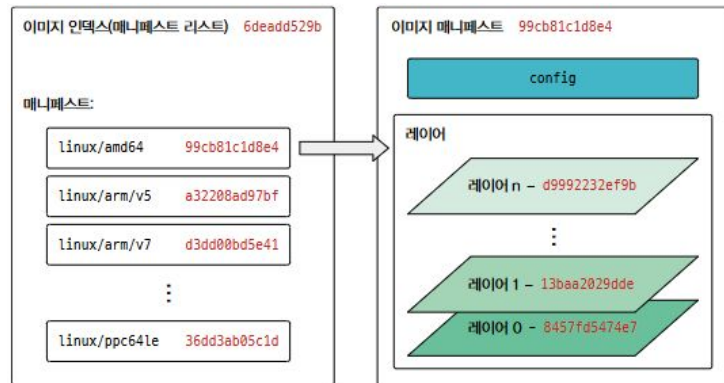 이미지 인덱스(매니페스트 리스트) 6deadd529b
매니페스트:
linux/amd64 99cb81c1d8e4
linux/arm/v5 a32208ad97bf
linux/arm/v7 d3dd00bd5e41
⋮
linux/ppc64le 36dd3ab05c1d
이미지 매니페스트 99cb81c1d8e4
config
레이어
레이어 n – d9992232ef9b
⋮
레이어 1 – 13baa2029dde
레이어 0 – 8457fd5474e7